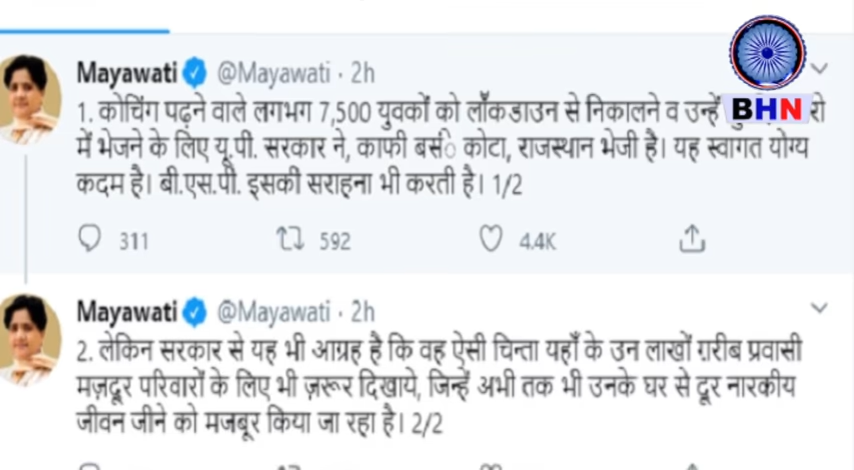 BHN
Mayawati @Mayawati · 2h
1. कोचिंग पढ़ने वाले लगभग 7,500 युवकों को लॉकडाउन से निकालने व उन्हें
में भेजने के लिए यू.पी. सरकार ने, काफी बसंे कोटा, राजस्थान भेजी है। यह स्वागत योग्य
कदम है। बी.एस.पी. इसकी सराहना भी करती है। 1/2
311 592 4.4K
Mayawati @Mayawati · 2h
2. लेकिन सरकार से यह भी आग्रह है कि वह ऐसी चिन्ता यहाँ के उन लाखों ग़रीब प्रवासी
मज़दूर परिवारों के लिए भी ज़रूर दिखाये, जिन्हें अभी तक भी उनके घर से दूर नारकीय
जीवन जीने को मजबूर किया जा रहा है। 2/2